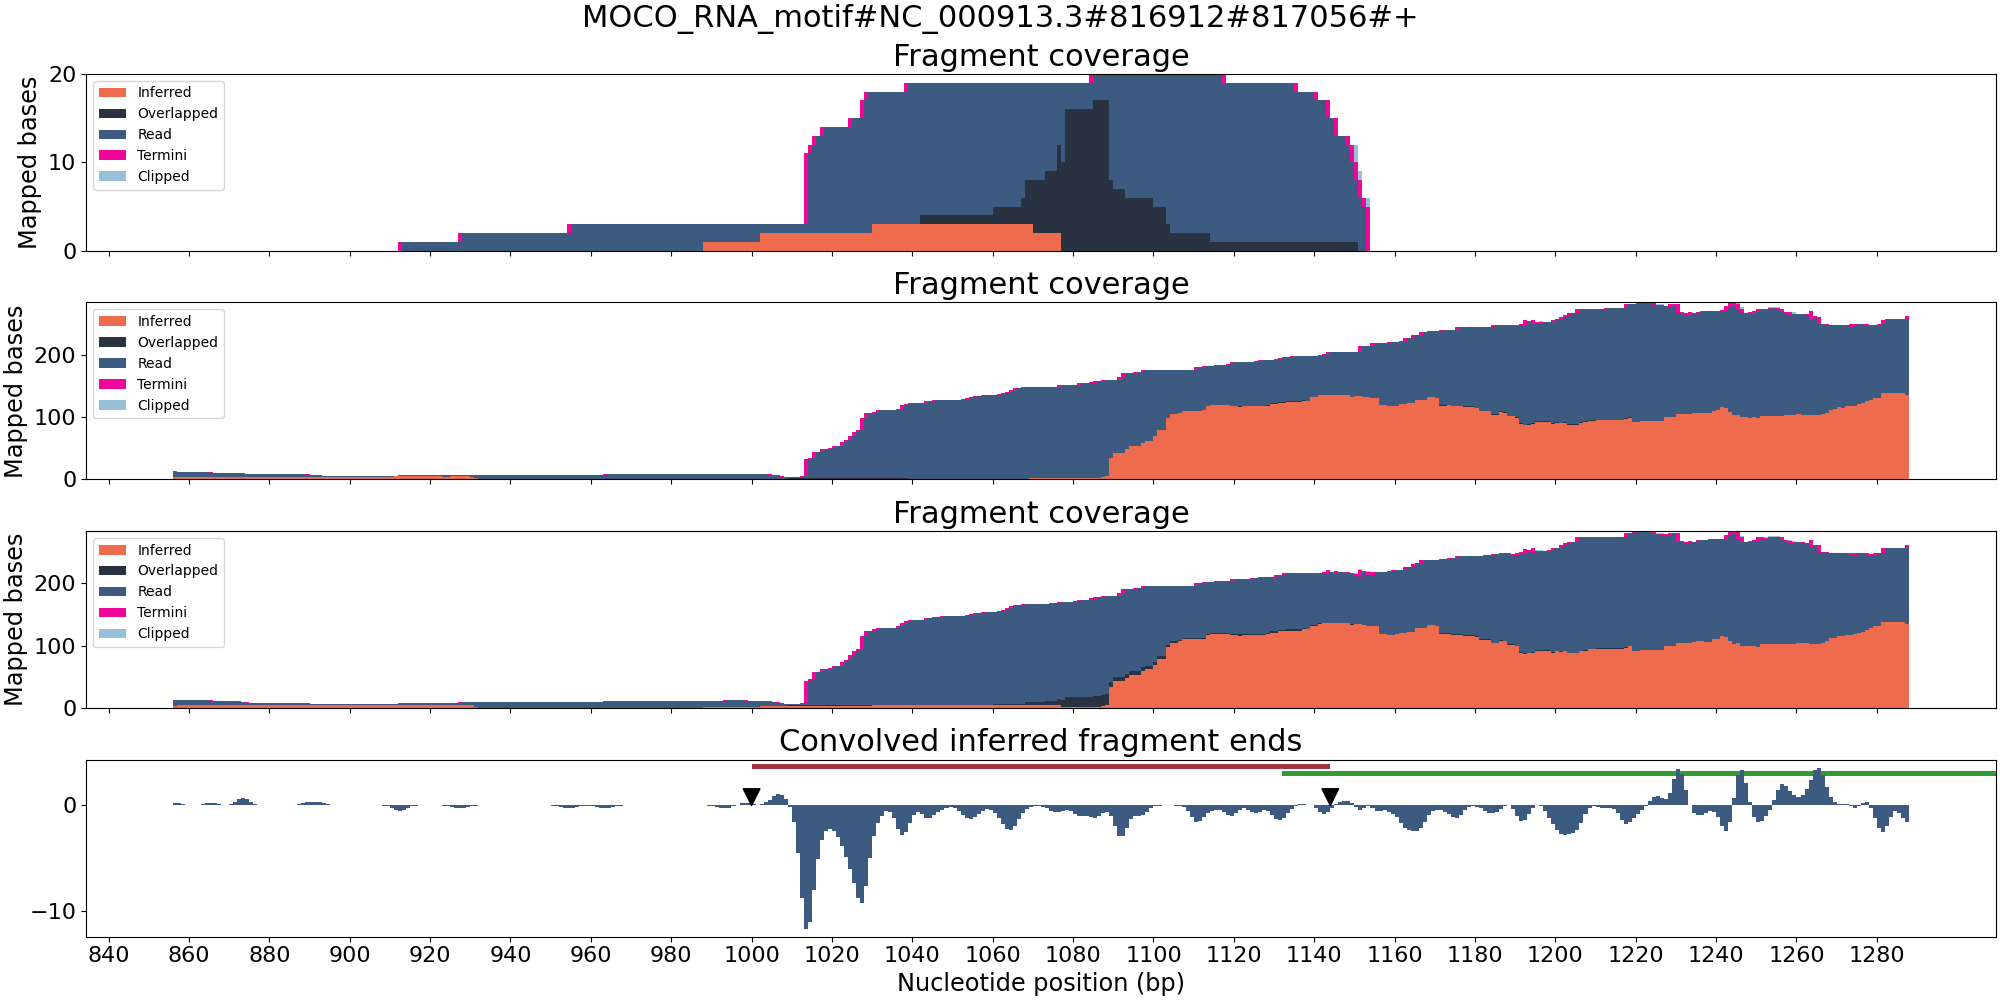 MOCO_RNA_motif#NC_000913.3#816912#817056#+
Fragment coverage
Mapped bases
20
10
0
Inferred
Overlapped
Read
Termini
Clipped
Fragment coverage
Mapped bases
200
100
0
Inferred
Overlapped
Read
Termini
Clipped
Fragment coverage
Mapped bases
200
100
0
Inferred
Overlapped
Read
Termini
Clipped
Convolved inferred fragment ends
0
−10
840 860 880 900 920 940 960 980 1000 1020 1040 1060 1080 1100 1120 1140 1160 1180 1200 1220 1240 1260 1280
Nucleotide position (bp)